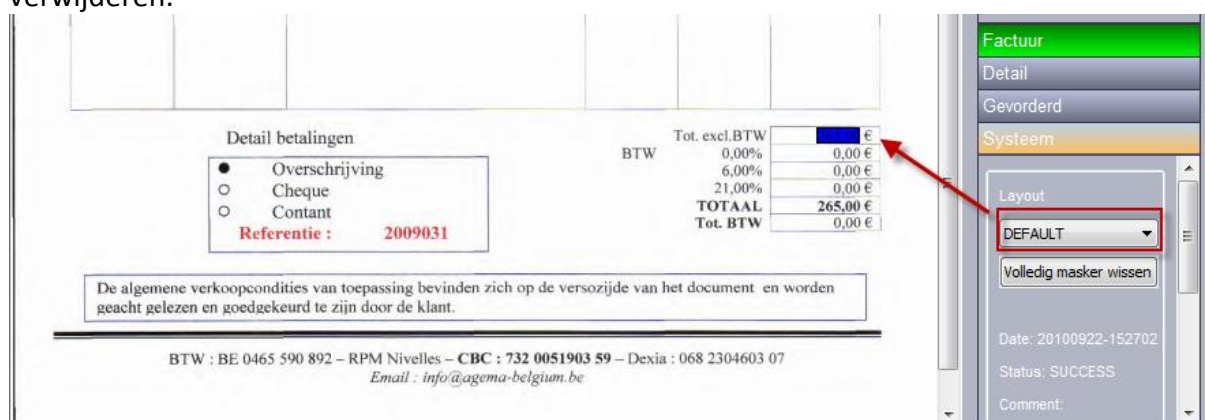 verwijderen.
Factuur
Detail
Gevorderd
Systeem
Detail betalingen
Overschrijving
Cheque
Contant
Referentie : 2009031
Tot. excl.BTW €
BTW 0,00% 0,00 €
6,00% 0,00 €
21,00% 0,00 €
TOTAAL 265,00 €
Tot. BTW 0,00 €
Layout
DEFAULT
Volledig masker wissen
De algemene verkoopcondities van toepassing bevinden zich op de versozijde van het document en worden
geacht gelezen en goedgekeurd te zijn door de klant.
BTW : BE 0465 590 892 – RPM Nivelles – CBC : 732 0051903 59 – Dexia : 068 2304603 07
Email : info@agema-belgium.be
Date: 20100922-152702
Status: SUCCESS
Comment: